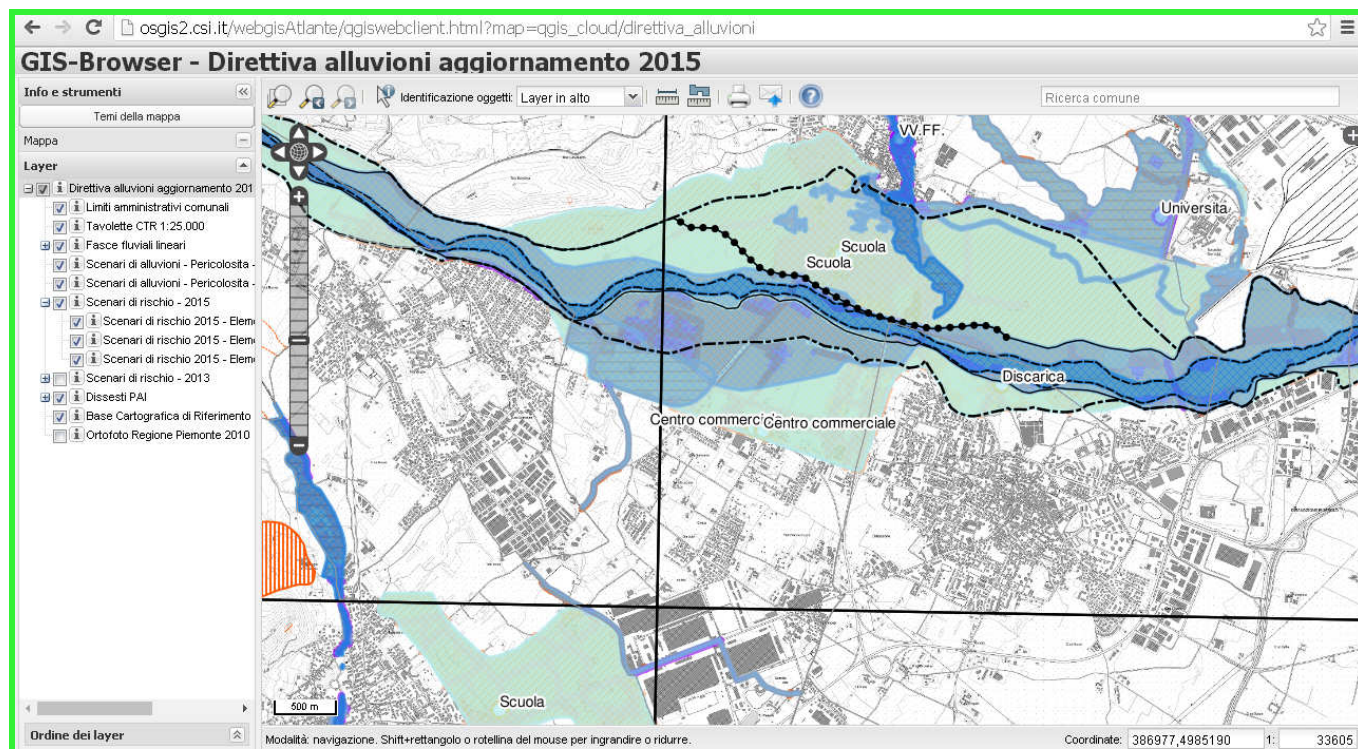 osgis2.csi.it/webgisAtlante/qgiswebclient.html?map=qgis_cloud/direttiva_alluvioni
GIS-Browser - Direttiva alluvioni aggiornamento 2015
Info e strumenti
Temi della mappa
Mappa
Layer
Direttiva alluvioni aggiornamento 201
Limiti amministrativi comunali
Tavolette CTR 1:25.000
Fasce fluviali lineari
Scenari di alluvioni - Pericolosita -
Scenari di alluvioni - Pericolosita -
Scenari di rischio - 2015
Scenari di rischio 2015 - Eleme
Scenari di rischio 2015 - Eleme
Scenari di rischio 2015 - Eleme
Scenari di rischio - 2013
Dissesti PAI
Base Cartografica di Riferimento
Ortofoto Regione Piemonte 2010
Ordine dei layer
Identificazione oggetti: Layer in alto
Ricerca comune
VV.FF.
Universita
Scuola
Scuola
Discarica
Centro commerc
Centro commerciale
Scuola
500 m
Modalità: navigazione. Shift+rettangolo o rotellina del mouse per ingrandire o ridurre.
Coordinate: 386977,4985190 1: 33605